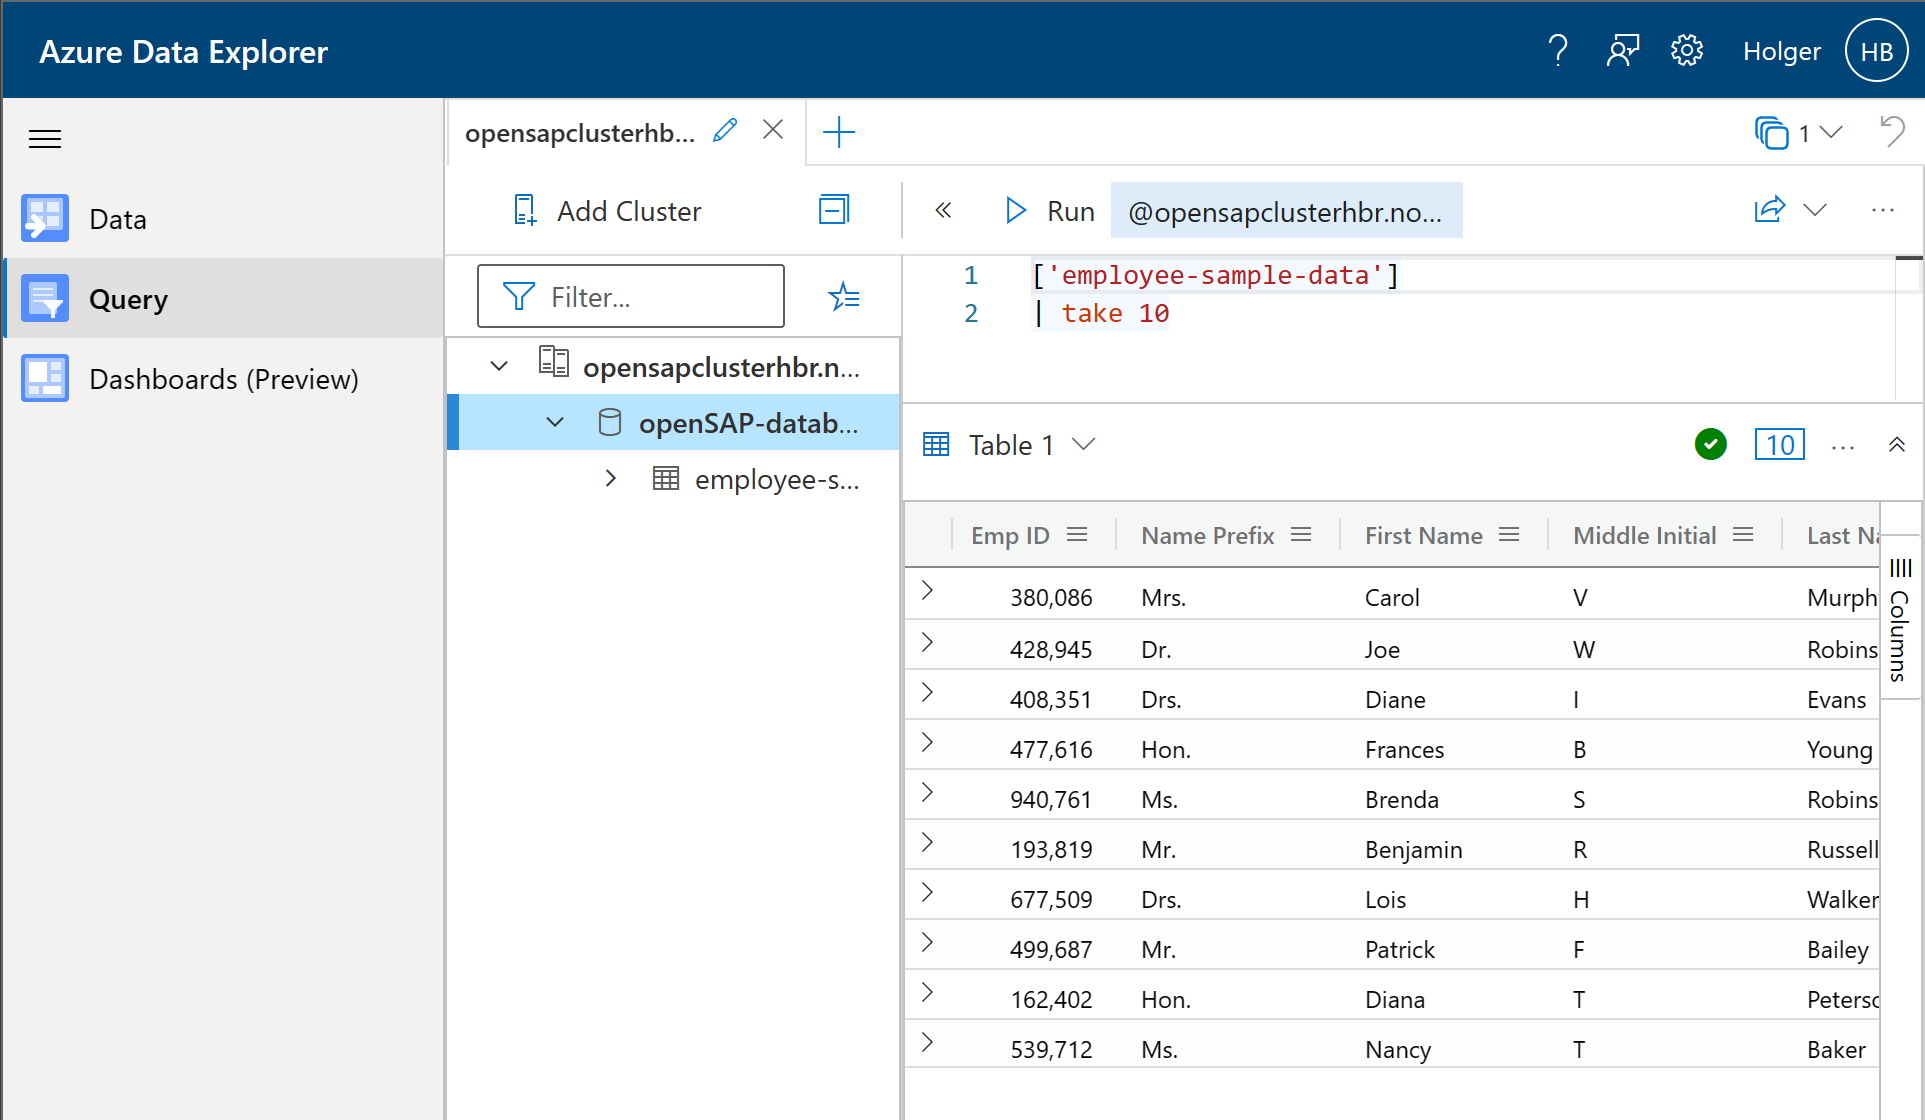 Azure Data Explorer
Holger HB
opensapclusterhb...
1
Data
Query
Dashboards (Preview)
Add Cluster
Run @opensapclusterhbr.no...
Filter...
opensapclusterhbr.n...
openSAP-datab...
employee-s...
1 ['employee-sample-data']
2 | take 10
Table 1 10
Emp ID Name Prefix First Name Middle Initial Last Na
380,086 Mrs. Carol V Murph
428,945 Dr. Joe W Robins
408,351 Drs. Diane I Evans
477,616 Hon. Frances B Young
940,761 Ms. Brenda S Robins
193,819 Mr. Benjamin R Russell
677,509 Drs. Lois H Walker
499,687 Mr. Patrick F Bailey
162,402 Hon. Diana T Peters
539,712 Ms. Nancy T Baker
Columns